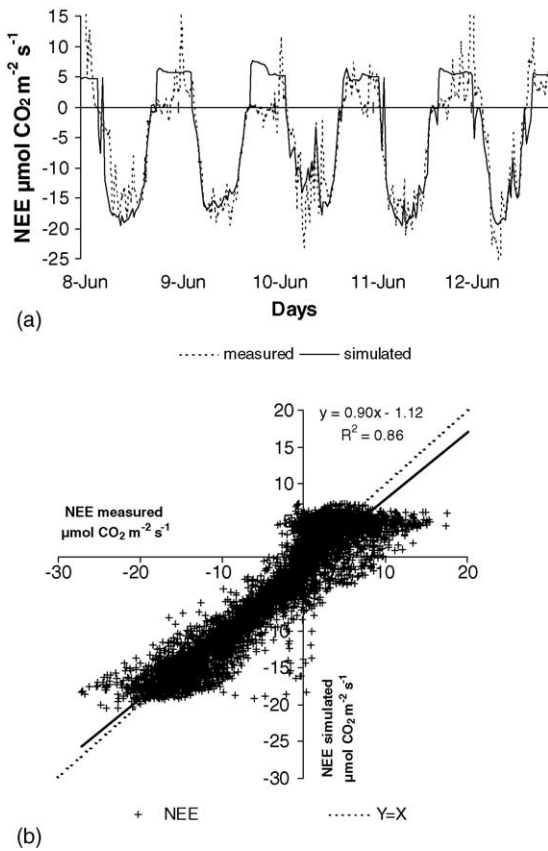 NEE µmol CO2 m-2 s-1
15
10
5
0
-5
-10
-15
-20
-25
8-Jun 9-Jun 10-Jun 11-Jun 12-Jun
Days
(a)
measured simulated
20
y = 0.90x - 1.12
R2 = 0.86
15
10
NEE measured
µmol CO2 m-2 s-1
5
-30 -20 -10 10 20
-10
-15
-20
-25
-30
NEE simulated
µmol CO2 m-2 s-1
+ NEE Y=X
(b)